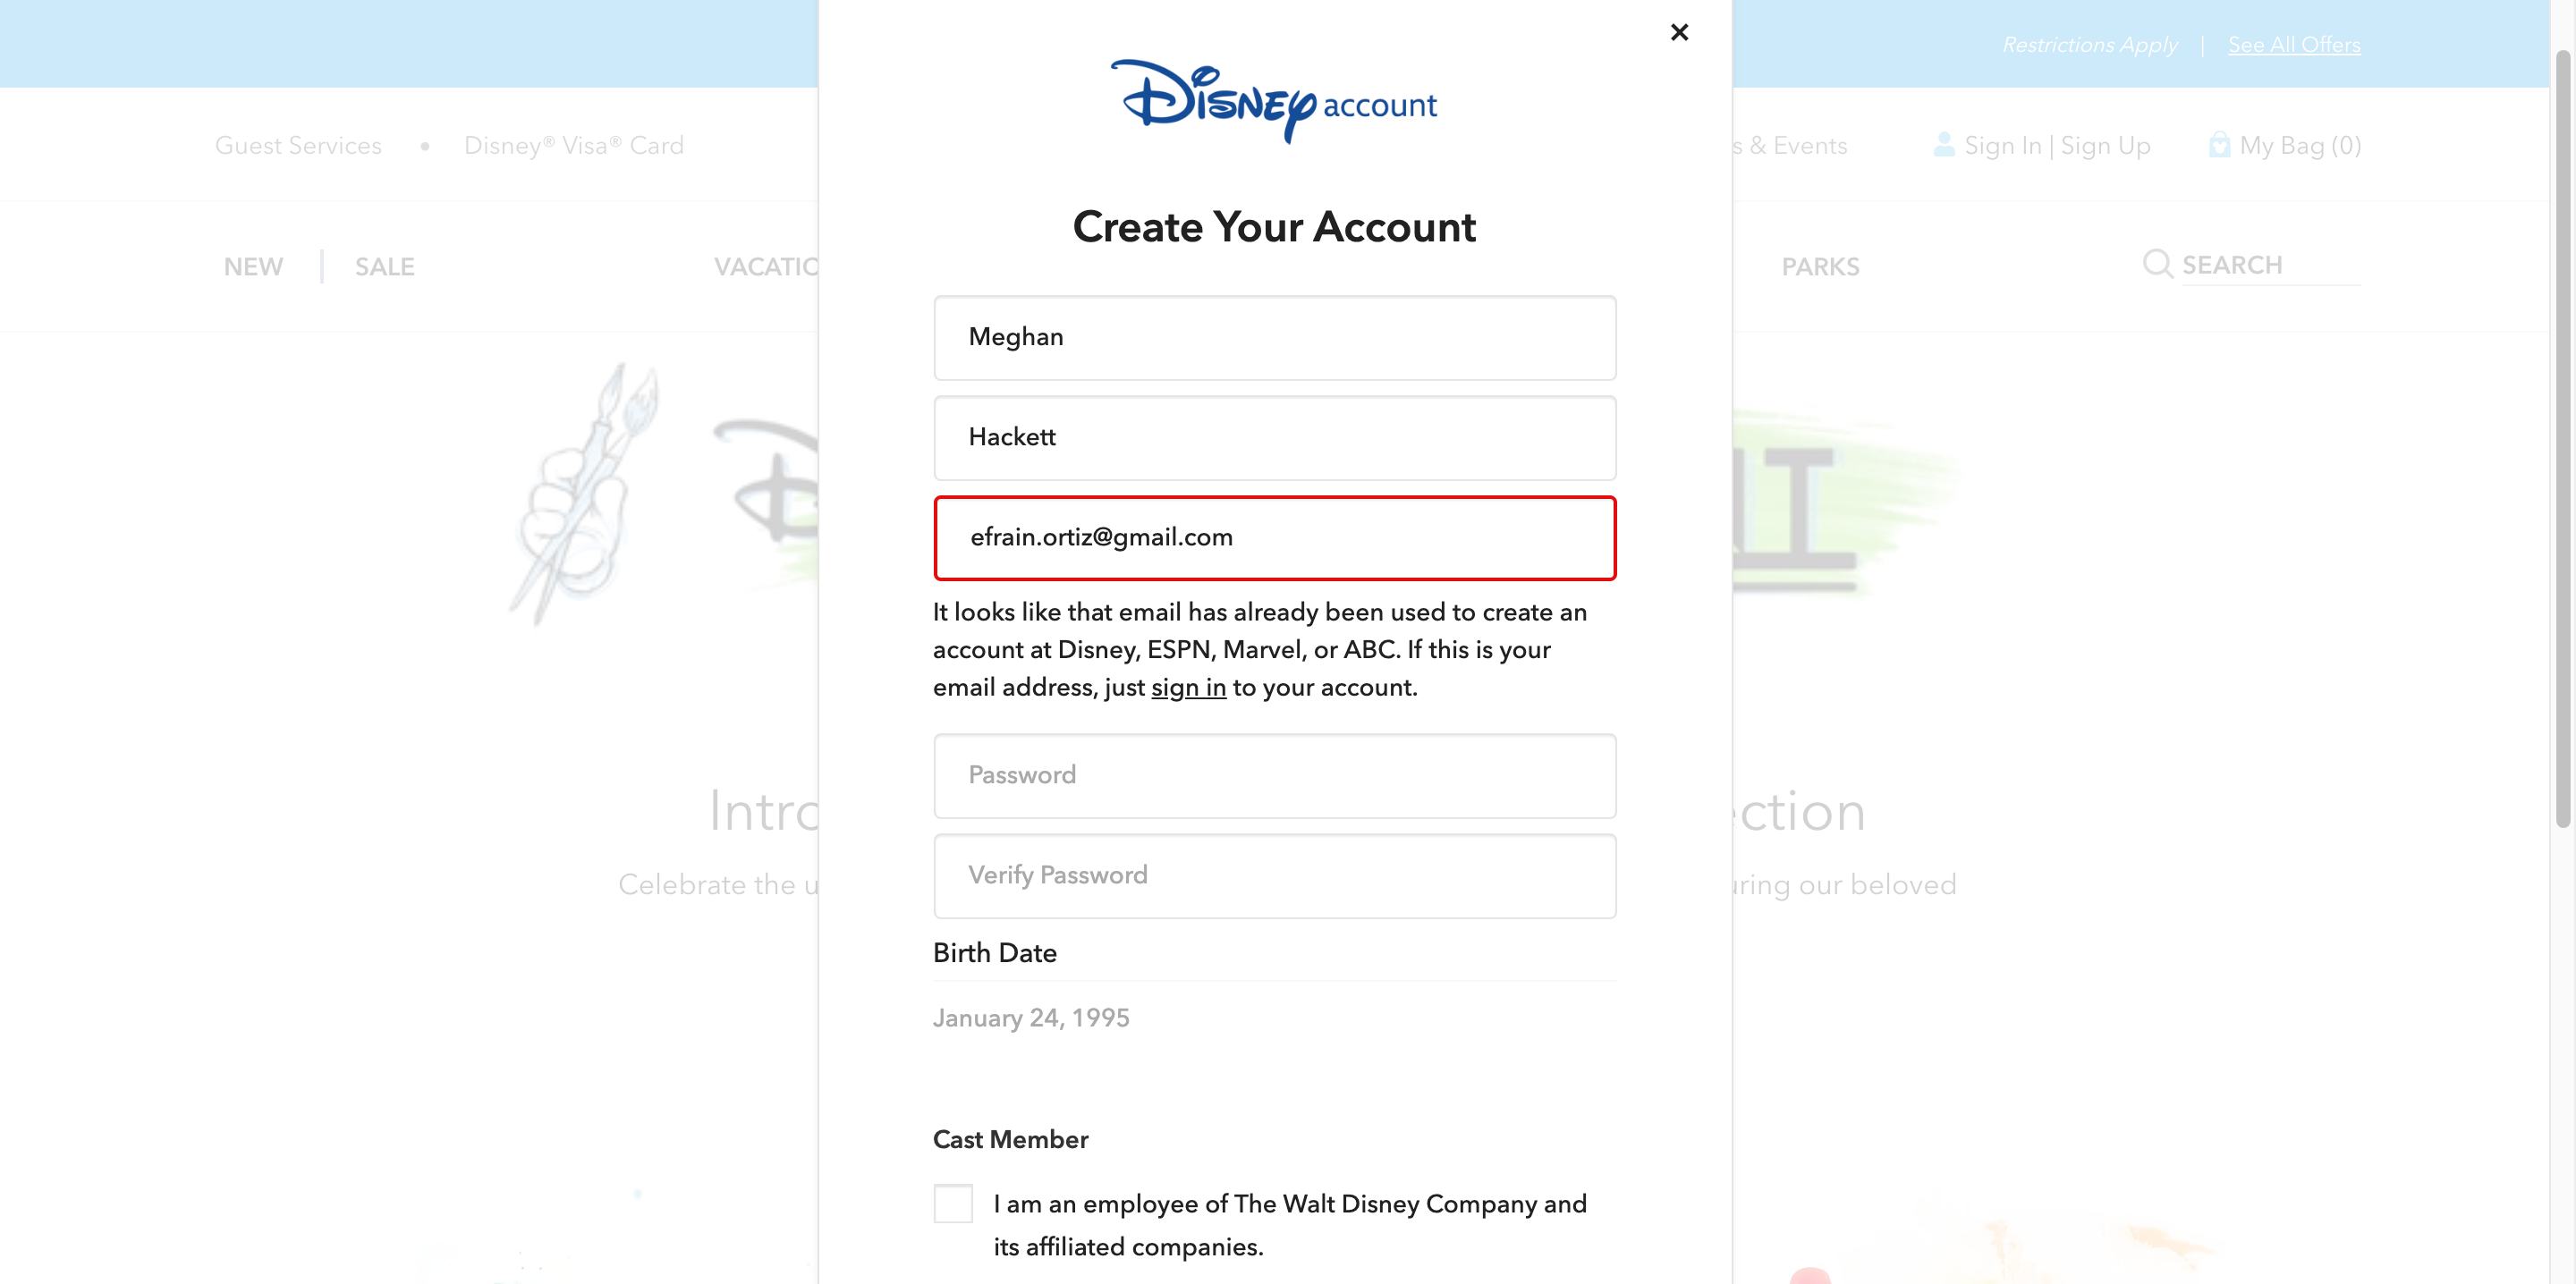 Restrictions Apply | See All Offers
Disney account
Guest Services • Disney® Visa® Card
& Events
Sign In | Sign Up
My Bag (0)
Create Your Account
NEW | SALE
PARKS
SEARCH
Meghan
Hackett
efrain.ortiz@gmail.com
It looks like that email has already been used to create an
account at Disney, ESPN, Marvel, or ABC. If this is your
email address, just sign in to your account.
Password
Verify Password
Celebrate the
our beloved
Birth Date
January 24, 1995
Cast Member
I am an employee of The Walt Disney Company and
its affiliated companies.